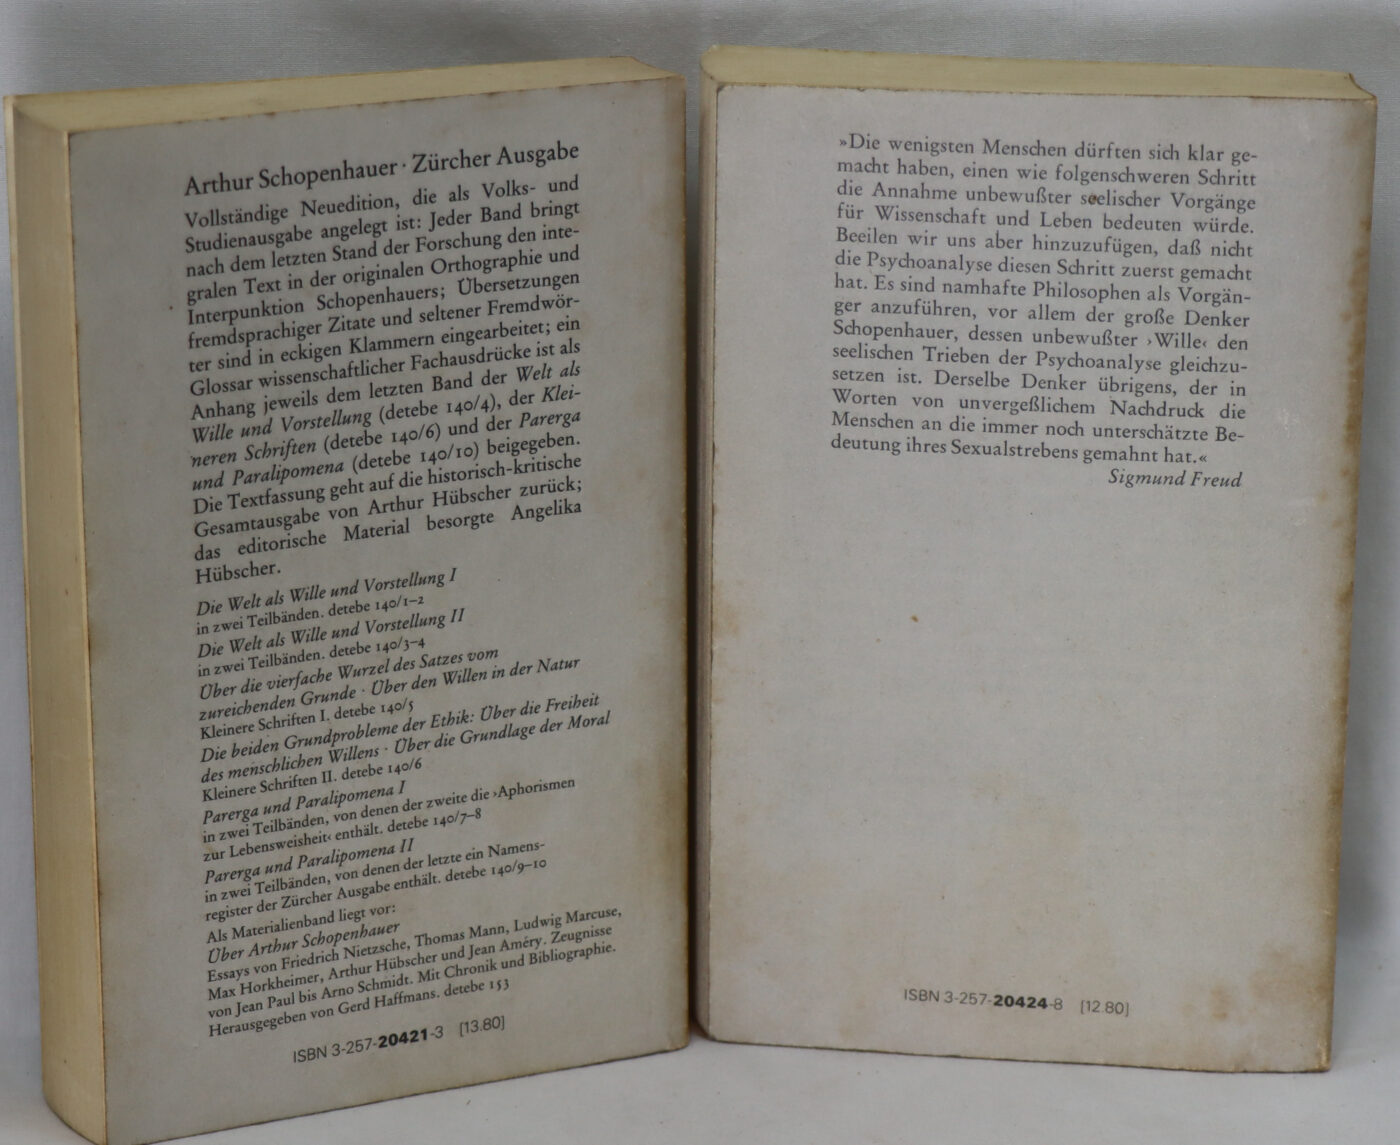 Arthur Schopenhauer · Zürcher Ausgabe
Vollständige Neuedition, die als Volks- und
Studienausgabe angelegt ist: Jeder Band bringt
nach dem letzten Stand der Forschung den inte-
gralen Text in der originalen Orthographie und
Interpunktion Schopenhauers; Übersetzungen
fremdsprachiger Zitate und seltener Fremdwör-
ter sind in eckigen Klammern eingearbeitet; ein
Glossar wissenschaftlicher Fachausdrücke ist als
Anhang jeweils dem letzten Band der Welt als
Wille und Vorstellung (detebe 140/4), der Klei-
neren Schriften (detebe 140/6) und der Parerga
und Paralipomena (detebe 140/10) beigegeben.
Die Textfassung geht auf die historisch-kritische
Gesamtausgabe von Arthur Hübscher zurück;
das editorische Material besorgte Angelika
Hübscher.
Die Welt als Wille und Vorstellung I
in zwei Teilbänden. detebe 140/1–2
Die Welt als Wille und Vorstellung II
in zwei Teilbänden. detebe 140/3–4
Über die vierfache Wurzel des Satzes vom
zureichenden Grunde · Über den Willen in der Natur
Kleinere Schriften I. detebe 140/5
Die beiden Grundprobleme der Ethik: Über die Freiheit
des menschlichen Willens · Über die Grundlage der Moral
Kleinere Schriften II. detebe 140/6
Parerga und Paralipomena I
in zwei Teilbänden, von denen der zweite die ›Aphorismen
zur Lebensweisheit‹ enthält. detebe 140/7–8
Parerga und Paralipomena II
in zwei Teilbänden, von denen der letzte ein Namens-
register der Zürcher Ausgabe enthält. detebe 140/9–10
Als Materialienband liegt vor:
Über Arthur Schopenhauer
Essays von Friedrich Nietzsche, Thomas Mann, Ludwig Marcuse,
Max Horkheimer, Arthur Hübscher und Jean Améry. Zeugnisse
von Jean Paul bis Arno Schmidt. Mit Chronik und Bibliographie.
Herausgegeben von Gerd Haffmans. detebe 153
ISBN 3-257-20421-3 [13.80]
»Die wenigsten Menschen dürften sich klar ge-
macht haben, einen wie folgenschweren Schritt
die Annahme unbewußter seelischer Vorgänge
für Wissenschaft und Leben bedeuten würde.
Beeilen wir uns aber hinzuzufügen, daß nicht
die Psychoanalyse diesen Schritt zuerst gemacht
hat. Es sind namhafte Philosophen als Vorgän-
ger anzuführen, vor allem der große Denker
Schopenhauer, dessen unbewußter ›Wille‹ den
seelischen Trieben der Psychoanalyse gleichzu-
setzen ist. Derselbe Denker übrigens, der in
Worten von unvergeßlichem Nachdruck die
Menschen an die immer noch unterschätzte Be-
deutung ihres Sexualstrebens gemahnt hat.«
Sigmund Freud
ISBN 3-257-20424-8 [12.80]